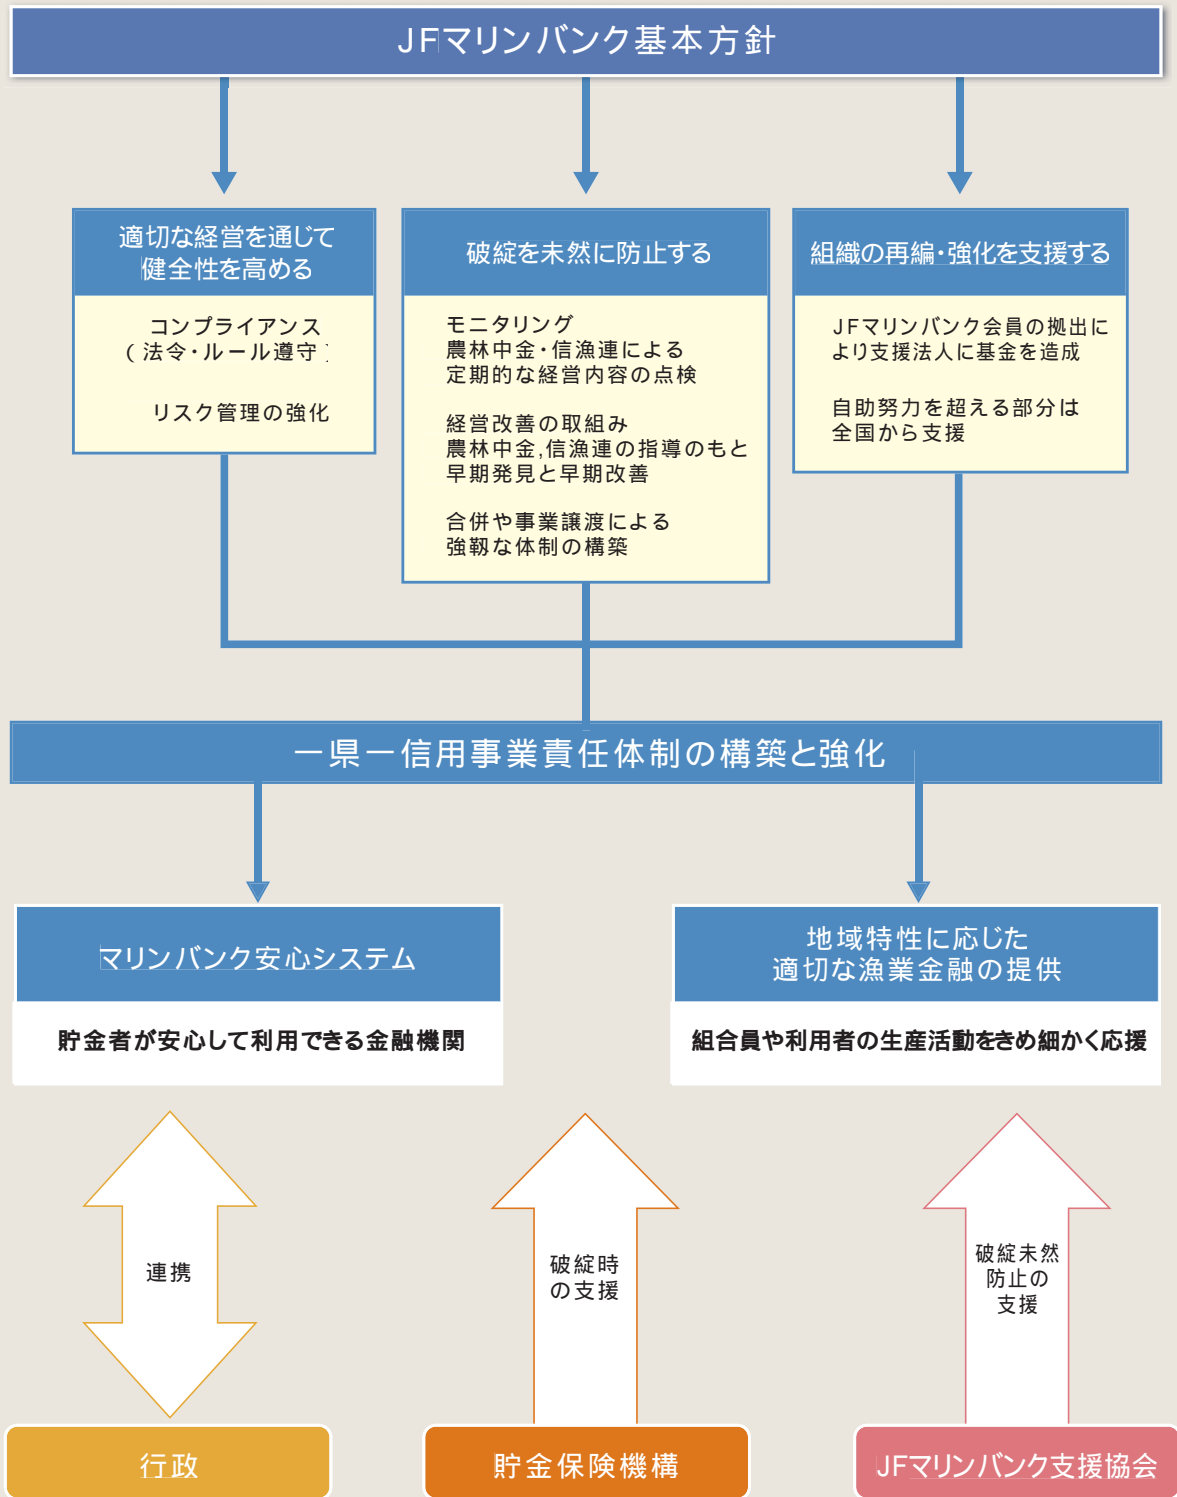 JFマリンバンク基本方針
適切な経営を通じて
健全性を高める
コンプライアンス
(法令・ルール遵守)
リスク管理の強化
破綻を未然に防止する
モニタリング
農林中金・信漁連による
定期的な経営内容の点検
経営改善の取組み
農林中金,信漁連の指導のもと
早期発見と早期改善
合併や事業譲渡による
強靱な体制の構築
組織の再編・強化を支援する
JFマリンバンク会員の拠出に
より支援法人に基金を造成
自助努力を超える部分は
全国から支援
一県一信用事業責任体制の構築と強化
マリンバンク安心システム
貯金者が安心して利用できる金融機関
地域特性に応じた
適切な漁業金融の提供
組合員や利用者の生産活動をきめ細かく応援
連携
破綻時
の支援
破綻未然
防止の
支援
行政
貯金保険機構
JFマリンバンク支援協会